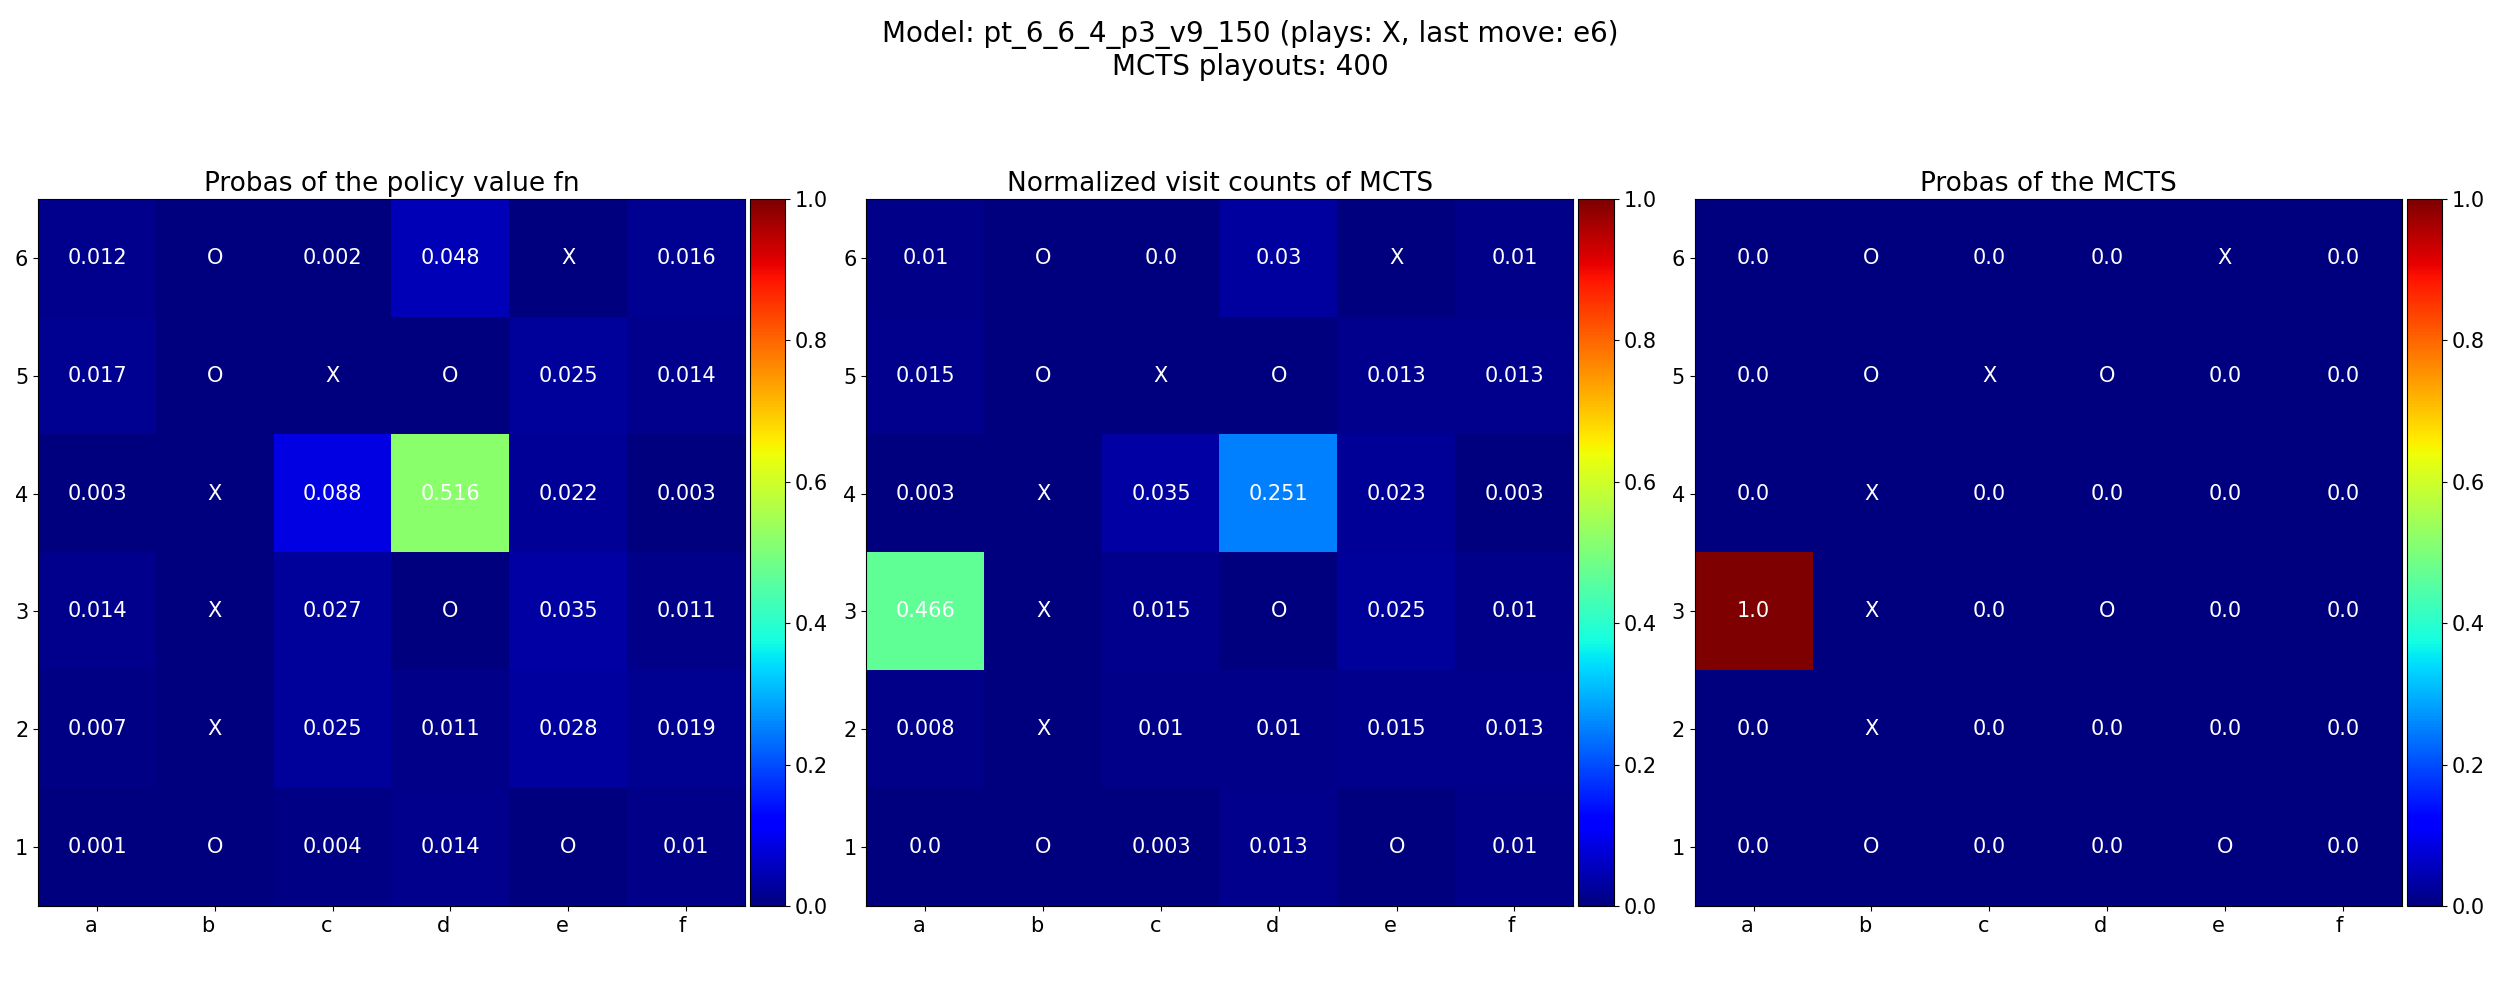 Model: pt_6_6_4_p3_v9_150 (plays: X, last move: e6)
MCTS playouts: 400
Probas of the policy value fn
1.0
6 0.012 O 0.002 0.048 X 0.016
5 0.017 O X O 0.025 0.014
0.8
4 0.003 X 0.088 0.516 0.022 0.003
0.6
3 0.014 X 0.027 O 0.035 0.011
0.4
2 0.007 X 0.025 0.011 0.028 0.019
0.2
1 0.001 O 0.004 0.014 O 0.01
0.0
a b c d e f
Normalized visit counts of MCTS
1.0
6 0.01 O 0.0 0.03 X 0.01
5 0.015 O X O 0.013 0.013
0.8
4 0.003 X 0.035 0.251 0.023 0.003
0.6
3 0.466 X 0.015 O 0.025 0.01
0.4
2 0.008 X 0.01 0.01 0.015 0.013
0.2
1 0.0 O 0.003 0.013 O 0.01
0.0
a b c d e f
Probas of the MCTS
1.0
6 0.0 O 0.0 0.0 X 0.0
5 0.0 O X O 0.0 0.0
0.8
4 0.0 X 0.0 0.0 0.0 0.0
0.6
3 1.0 X 0.0 O 0.0 0.0
0.4
2 0.0 X 0.0 0.0 0.0 0.0
0.2
1 0.0 O 0.0 0.0 O 0.0
0.0
a b c d e f